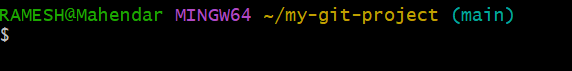 RAMESH@Mahendar MINGW64 ~/my-git-project (main)
$